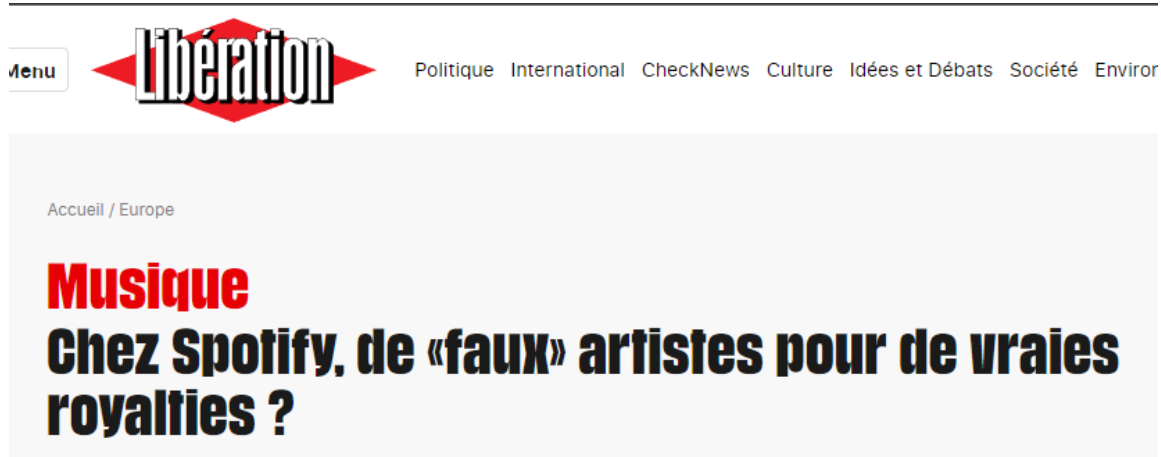 Menu
Libération
Politique International CheckNews Culture Idées et Débats Société
Accueil / Europe
Musique
Chez Spotify, de «faux» artistes pour de vraies
royalties ?